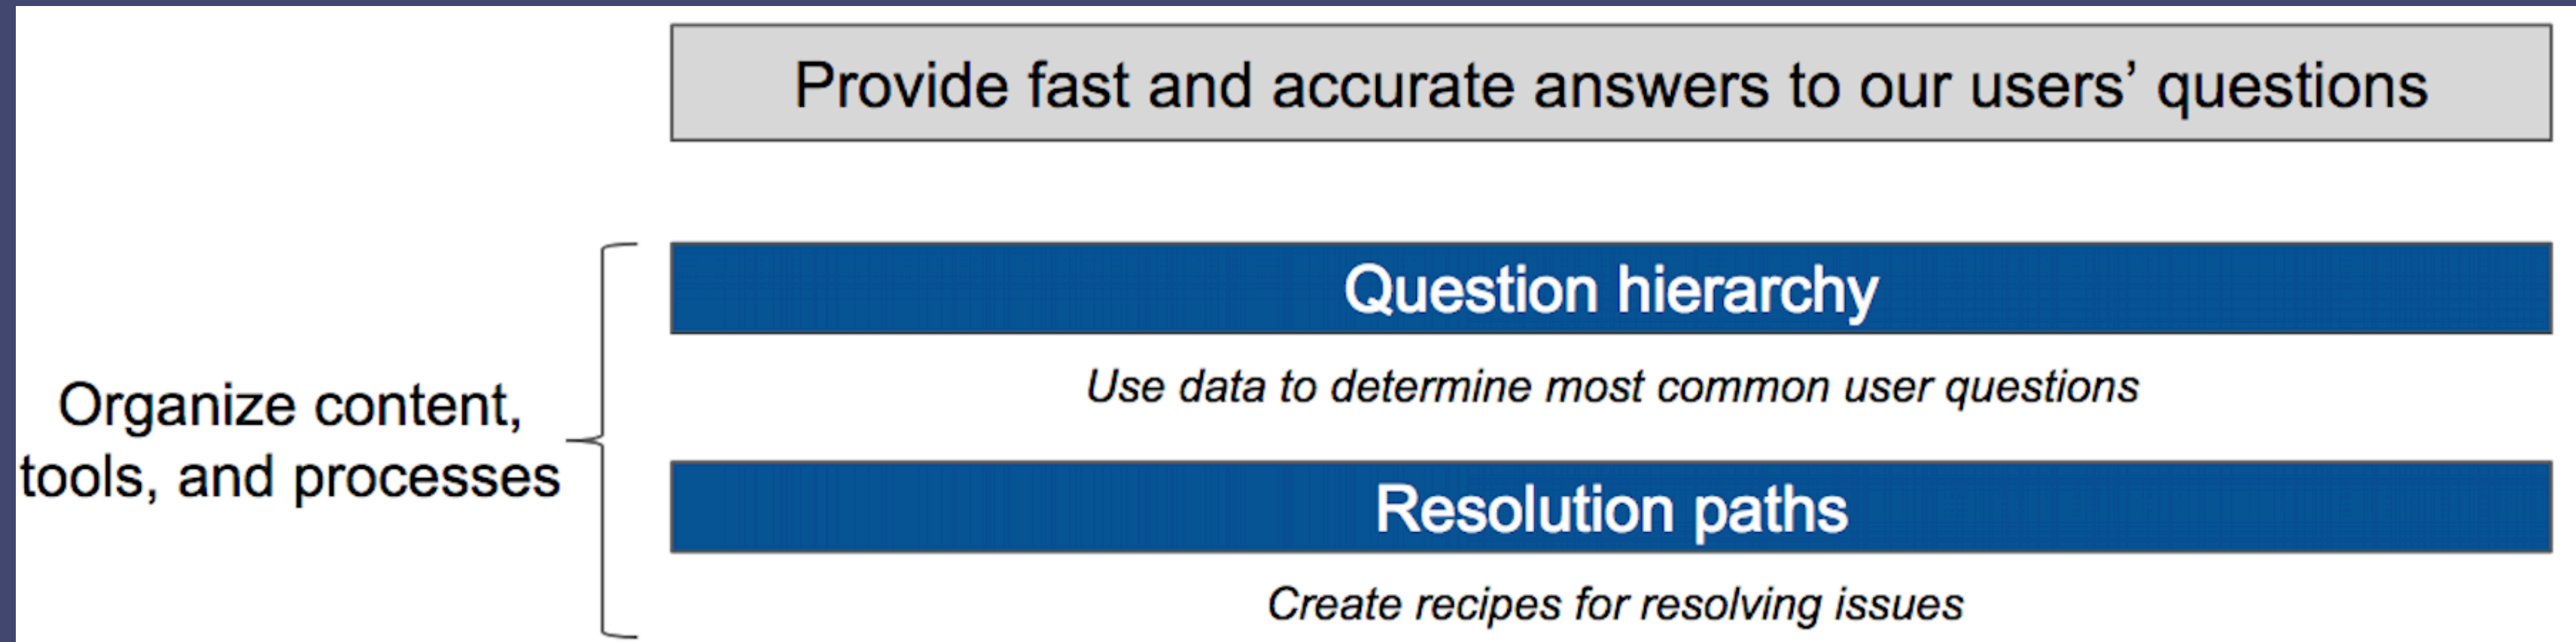 Provide fast and accurate answers to our users’ questions
Question hierarchy
Use data to determine most common user questions
Organize content,
tools, and processes
Resolution paths
Create recipes for resolving issues